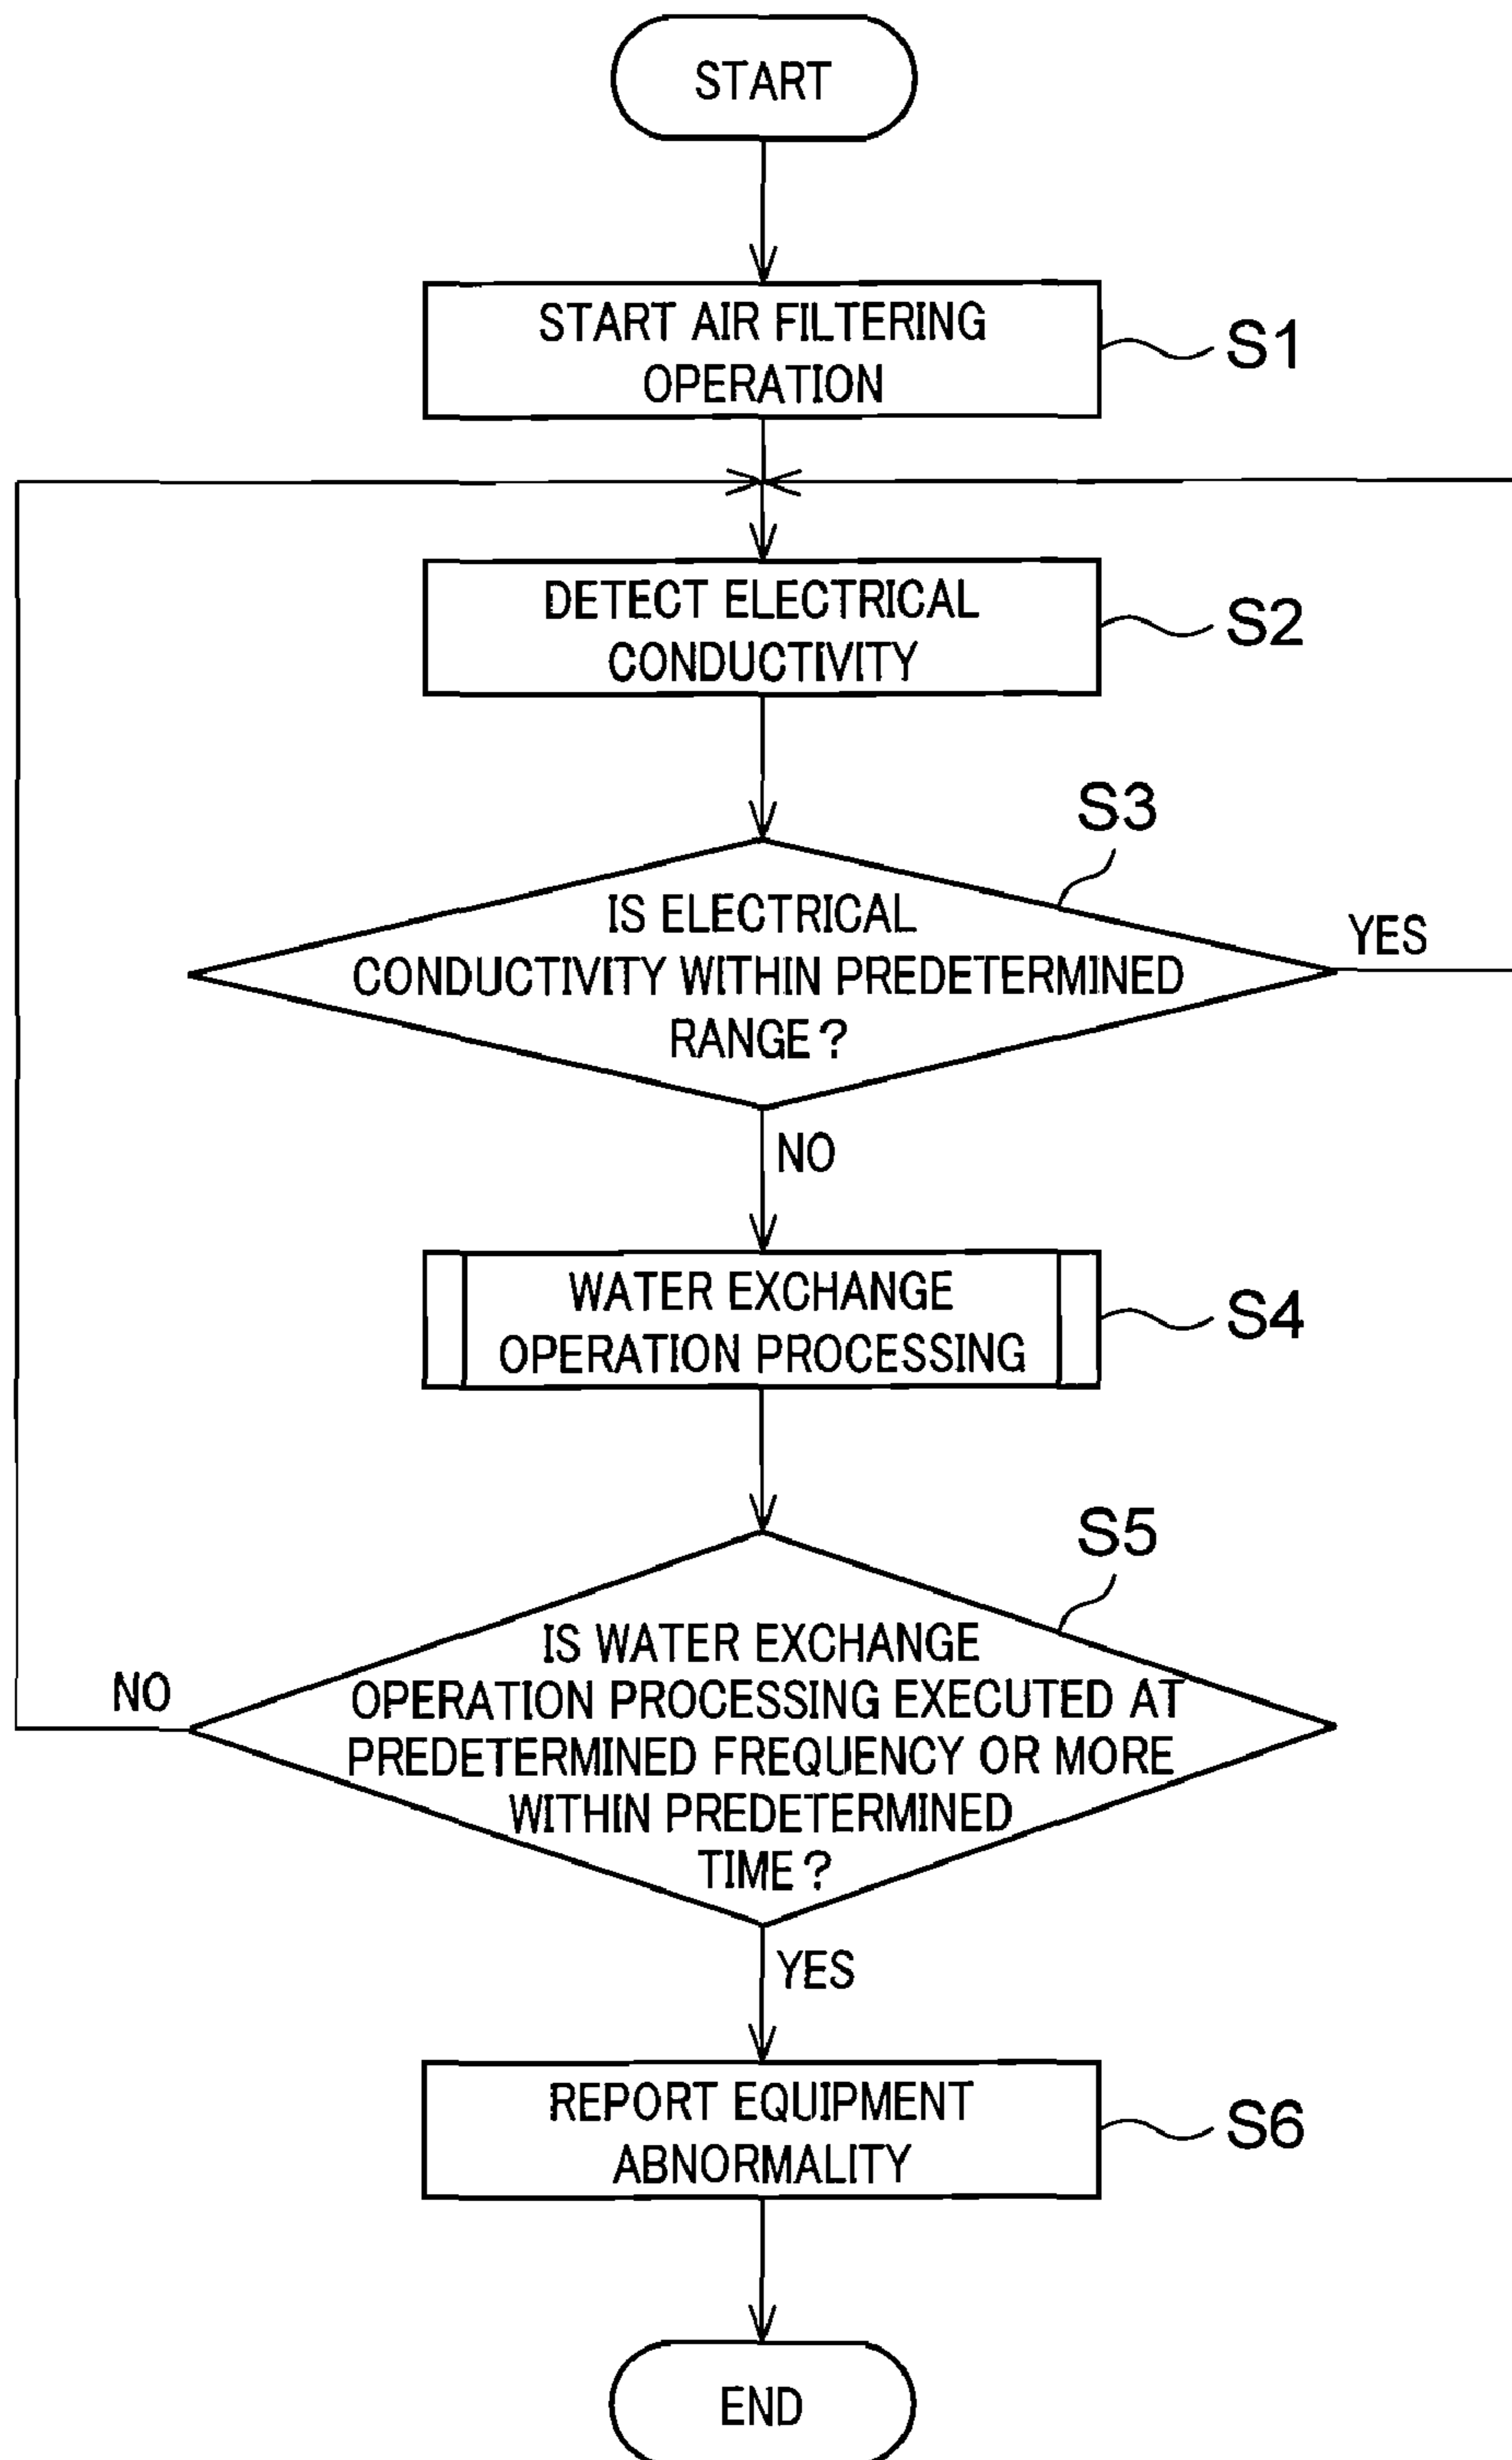 START
START AIR FILTERING
OPERATION
S1
DETECT ELECTRICAL
CONDUCTIVITY
S2
S3
IS ELECTRICAL
CONDUCTIVITY WITHIN PREDETERMINED
RANGE?
YES
NO
WATER EXCHANGE
OPERATION PROCESSING
S4
S5
IS WATER EXCHANGE
OPERATION PROCESSING EXECUTED AT
PREDETERMINED FREQUENCY OR MORE
WITHIN PREDETERMINED
TIME?
NO
YES
REPORT EQUIPMENT
ABNORMALITY
S6
END